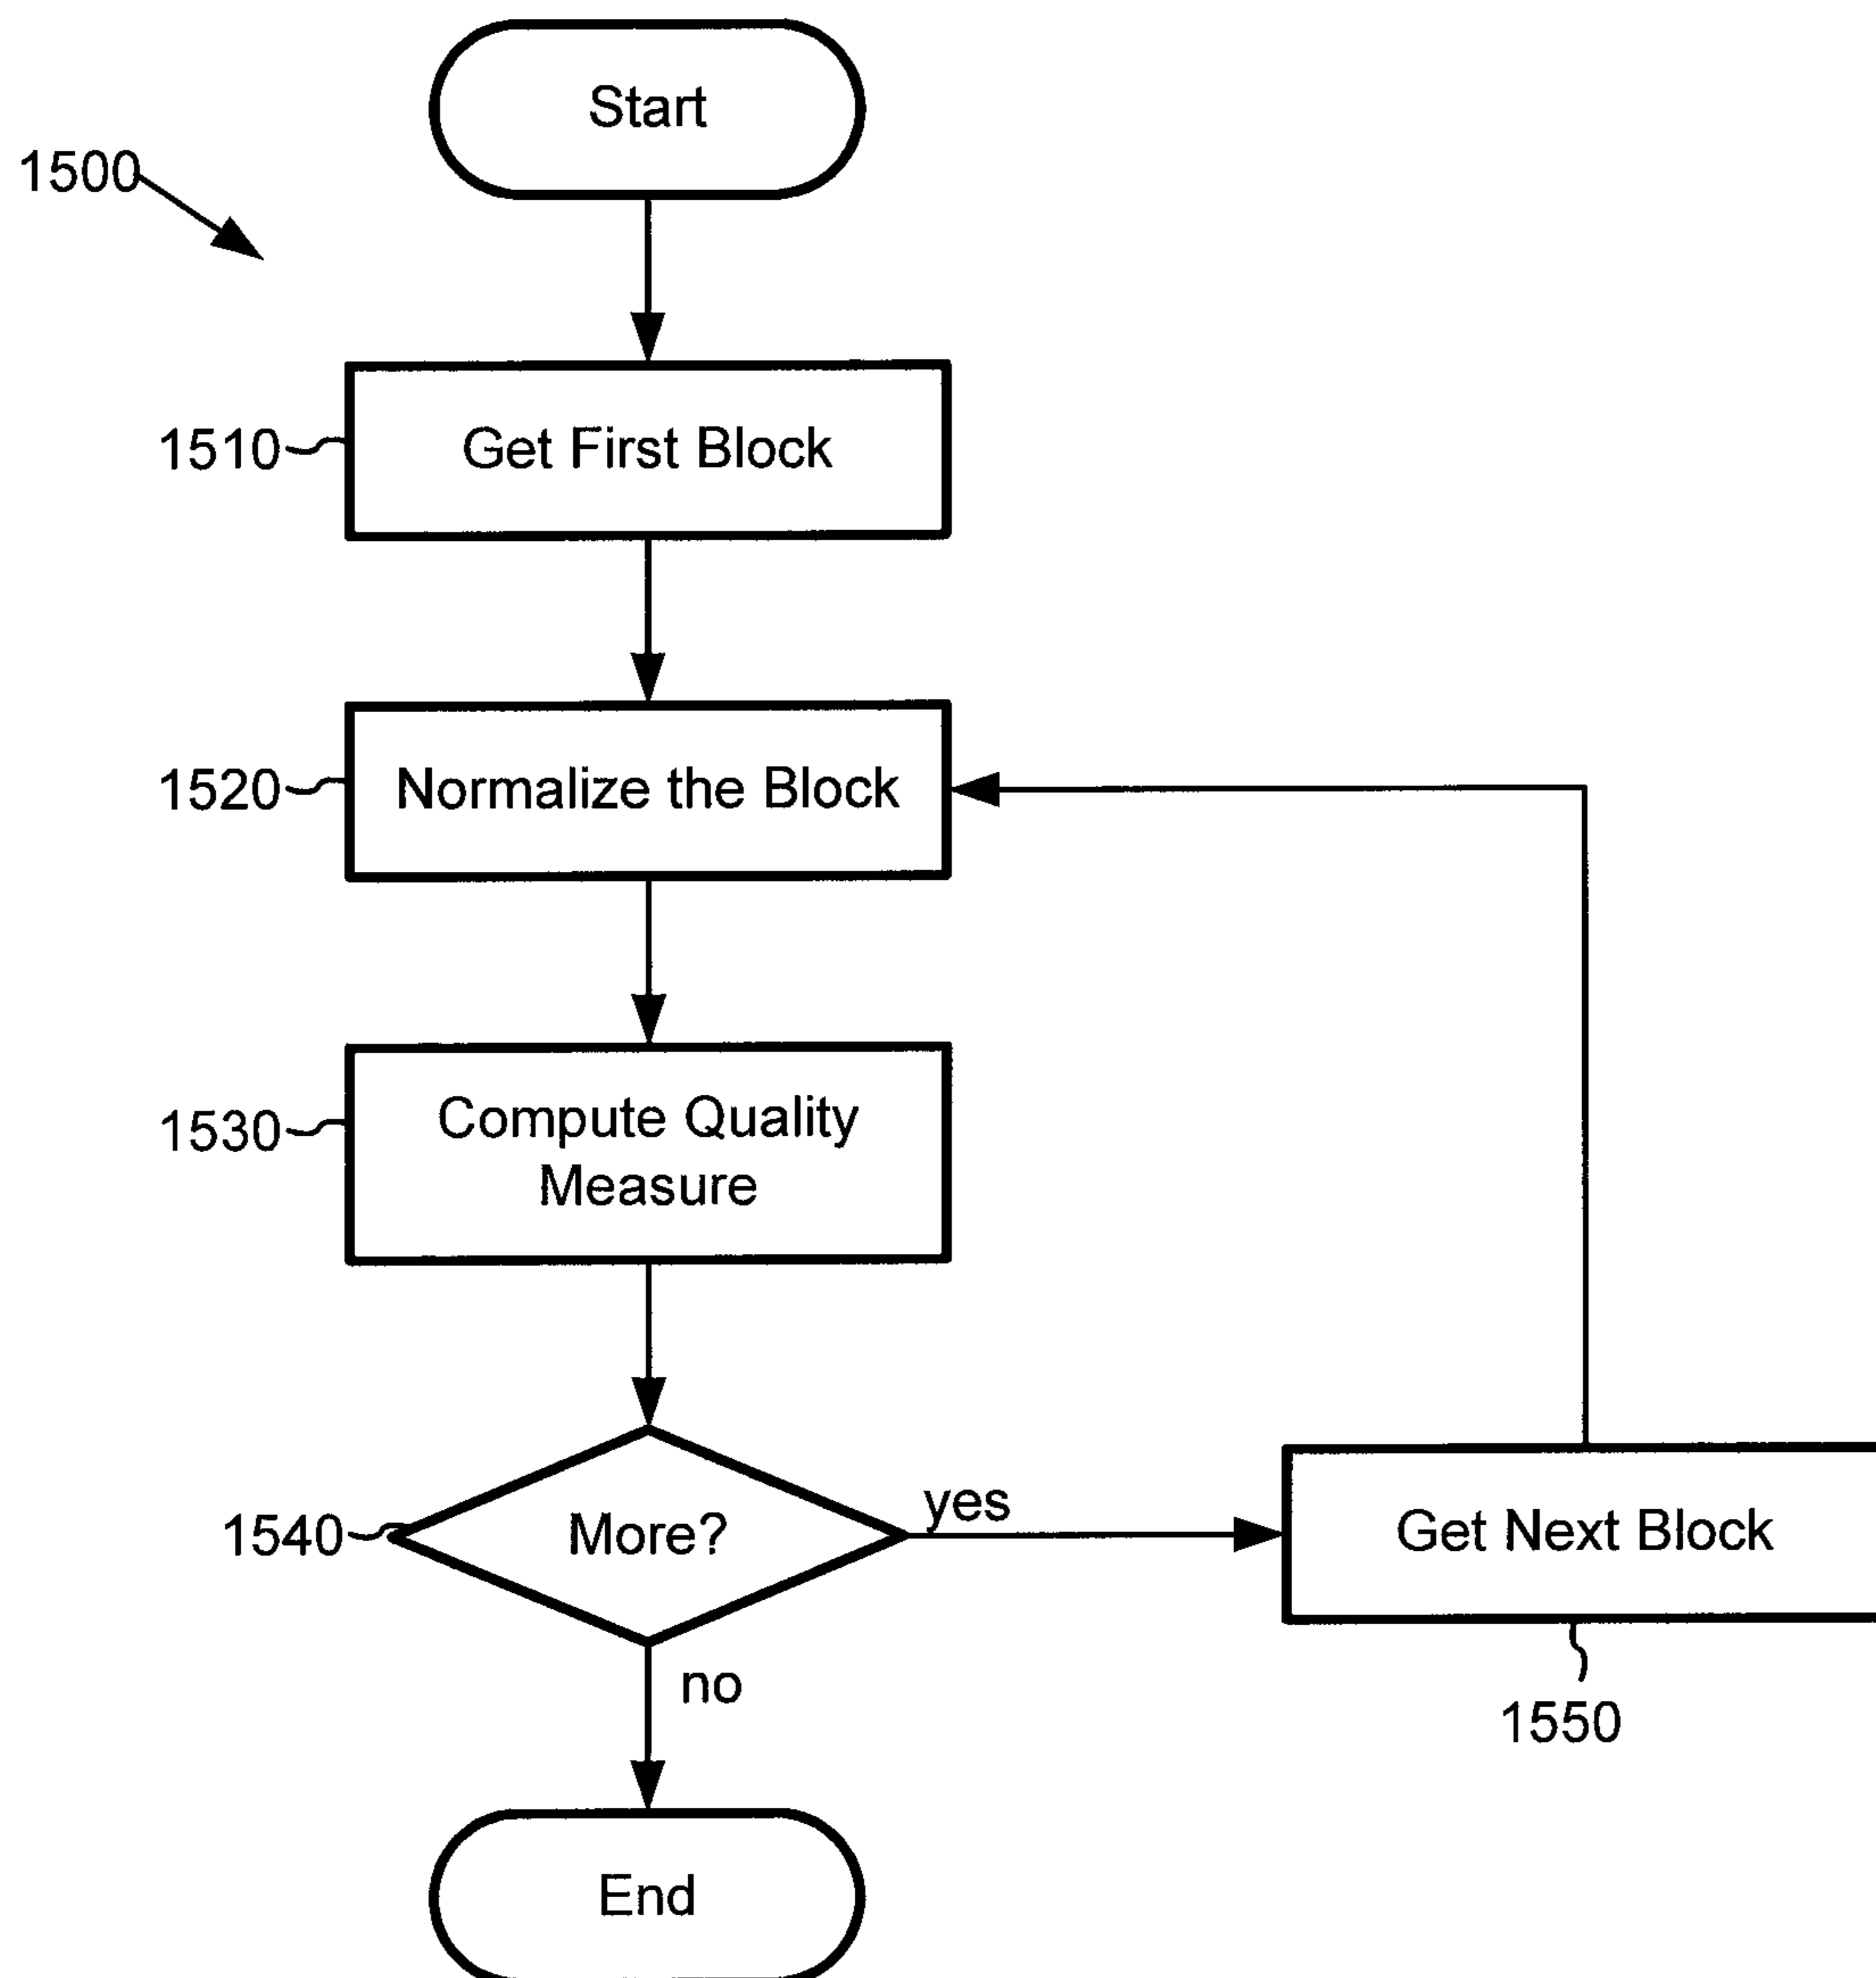 Start
1500
1510
Get First Block
1520
Normalize the Block
1530
Compute Quality
Measure
1540
More?
yes
Get Next Block
no
1550
End